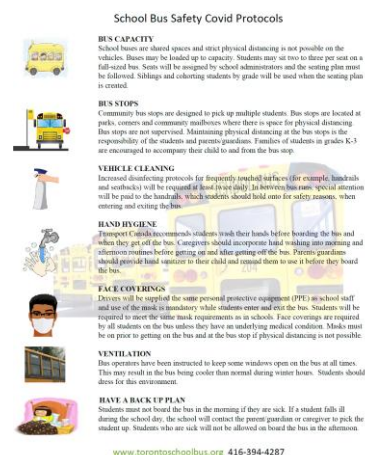 School Bus Safety Covid Protocols
BUS CAPACITY
School buses are shared spaces and strict physical distancing is not possible on the
vehicles. Buses may be loaded up to capacity. Students may sit two to three per seat on a
full-sized bus. Seats will be assigned by school administrators and the seating plan must
be followed. Siblings and cohorting students by grade will be used when the seating plan
is created.
BUS STOPS
Community bus stops are designed to pick up multiple students. Bus stops are located at
parks, corners and community mailboxes where there is space for physical distancing.
Bus stops are not supervised. Maintaining physical distancing at the bus stops is the
responsibility of the students and parents/guardians. Families of students in grades K-3
are encouraged to accompany their child to and from the bus stop.
VEHICLE CLEANING
Increased disinfecting protocols for frequently touched surfaces (for example, handrails
and seatbacks) will be required at least twice daily. In between bus runs, special attention
will be paid to the handrails, which students should hold onto for safety reasons, when
entering and exiting the bus.
HAND HYGIENE
Transport Canada recommends students wash their hands before boarding the bus and
when they get off the bus. Caregivers should incorporate hand washing into morning and
afternoon routines before getting on and after getting off the bus. Parents/guardians
should provide hand sanitizer to their child and remind them to use it before they board
the bus.
FACE COVERINGS
Drivers will be supplied the same personal protective equipment (PPE) as school staff
and use of the mask is mandatory while students enter and exit the bus. Students will be
required to meet the same mask requirements as in schools. Face coverings are required
by all students on the bus unless they have an underlying medical condition. Masks must
be on prior to getting on the bus and at the bus stop if physical distancing is not possible.
VENTILATION
Bus operators have been instructed to keep some windows open on the bus at all times.
This may result in the bus being cooler than normal during winter hours. Students should
dress for this environment.
HAVE A BACK UP PLAN
Students must not board the bus in the morning if they are sick. If a student falls ill
during the school day, the school will contact the parent/guardian or caregiver to pick the
student up. Students who are sick will not be allowed on board the bus in the afternoon.
www.torontoschoolbus.org 416-394-4287